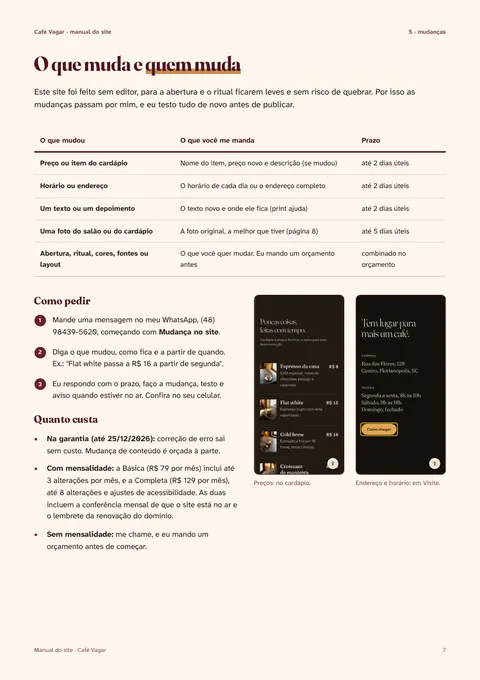 Café Vagar - manual do site
5 - mudanças
O que muda e quem muda
Este site foi feito sem editor, para a abertura e o ritual ficarem leves e sem risco de quebrar. Por isso as
mudanças passam por mim, e eu testo tudo de novo antes de publicar.
O que mudou
O que você me manda
Prazo
Preço ou item do cardápio
Nome do item, preço novo e descrição (se mudou)
até 2 dias úteis
Horário ou endereço
O horário de cada dia ou o endereço completo
até 2 dias úteis
Um texto ou um depoimento
O texto novo e onde ele fica (print ajuda)
até 2 dias úteis
Uma foto do salão ou do cardápio
A foto original, a melhor que tiver (página 8)
até 5 dias úteis
Abertura, ritual, cores, fontes ou
layout
O que você quer mudar. Eu mando um orçamento
antes
combinado no
orçamento
Como pedir
1 Mande uma mensagem no meu WhatsApp, (48)
98439-5620, começando com Mudança no site.
2 Diga o que mudou, como fica e a partir de quando.
Ex.: "Flat white passa a R$ 16 a partir de segunda".
3 Eu respondo com o prazo, faço a mudança, testo e
aviso quando estiver no ar. Confira no seu celular.
Quanto custa
• Na garantia (até 25/12/2026): correção de erro sai
sem custo. Mudança de conteúdo é orçada à parte.
• Com mensalidade: a Básica (R$ 79 por mês) inclui até
3 alterações por mês, e a Completa (R$ 129 por mês),
até 8 alterações e ajustes de acessibilidade. As duas
incluem a conferência mensal de que o site está no ar e
o lembrete da renovação do domínio.
• Sem mensalidade: me chame, e eu mando um
orçamento antes de começar.
Poucas coisas,
feitas com tempo.
Espresso da casa
R$ 8
Flat white
R$ 15
Cold brew
R$ 16
Croissant
de manteiga
Preços: no cardápio.
Tem lugar para
mais um café.
Rua das Flores, 128
Centro, Florianópolis, SC
Segunda a sexta, 8h às 19h
Sábado, 9h às 18h
Domingo, fechado
Como chegar
Endereço e horário: em Visite.
Manual do site · Café Vagar
7